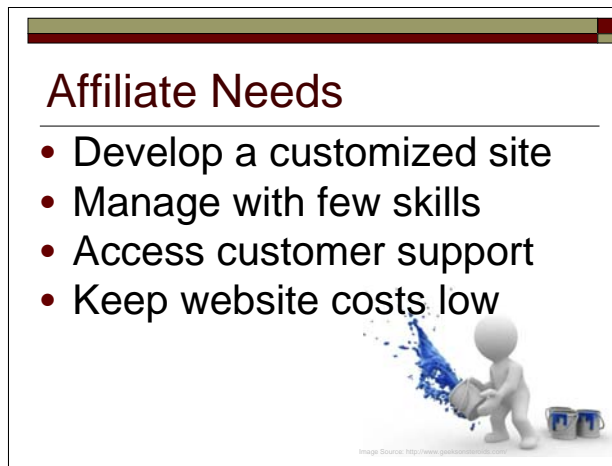 Affiliate Needs
• Develop a customized site
• Manage with few skills
• Access customer support
• Keep website costs low